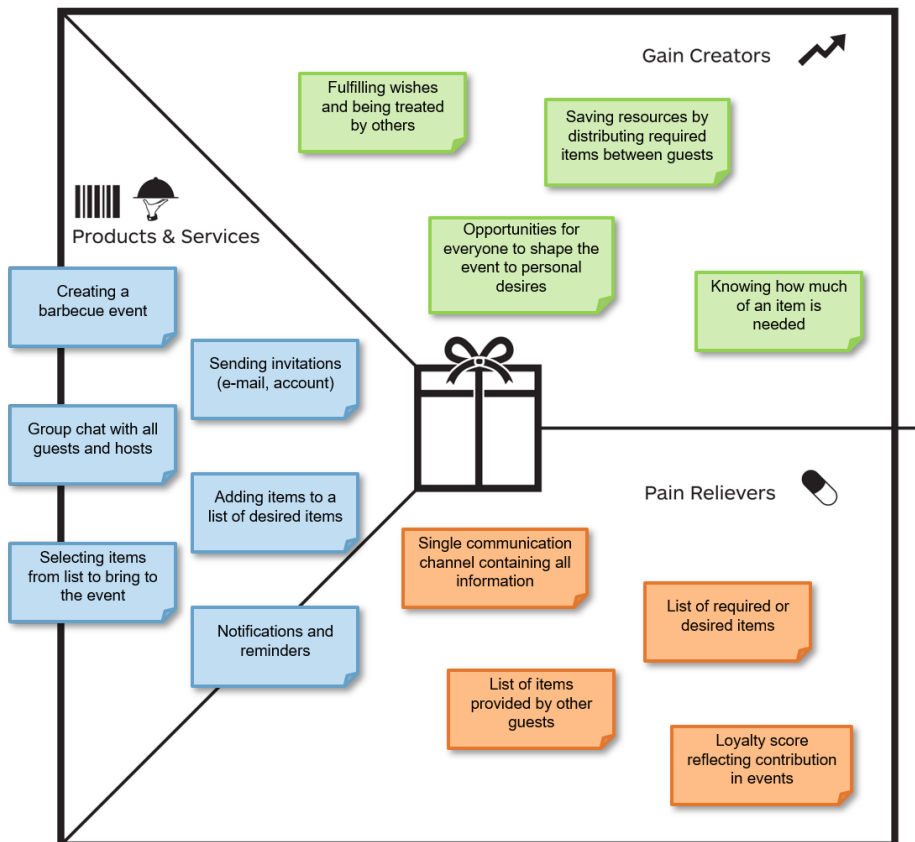 Gain Creators
Fulfilling wishes
and being treated
by others
Saving resources by
distributing required
items between guests
Opportunities for
everyone to shape the
event to personal
desires
Knowing how much
of an item is
needed
Products & Services
Creating a
barbecue event
Sending invitations
(e-mail, account)
Group chat with all
guests and hosts
Adding items to a
list of desired items
Selecting items
from list to bring to
the event
Notifications and
reminders
Pain Relievers
Single communication
channel containing all
information
List of required or
desired items
List of items
provided by other
guests
Loyalty score
reflecting contribution
in events